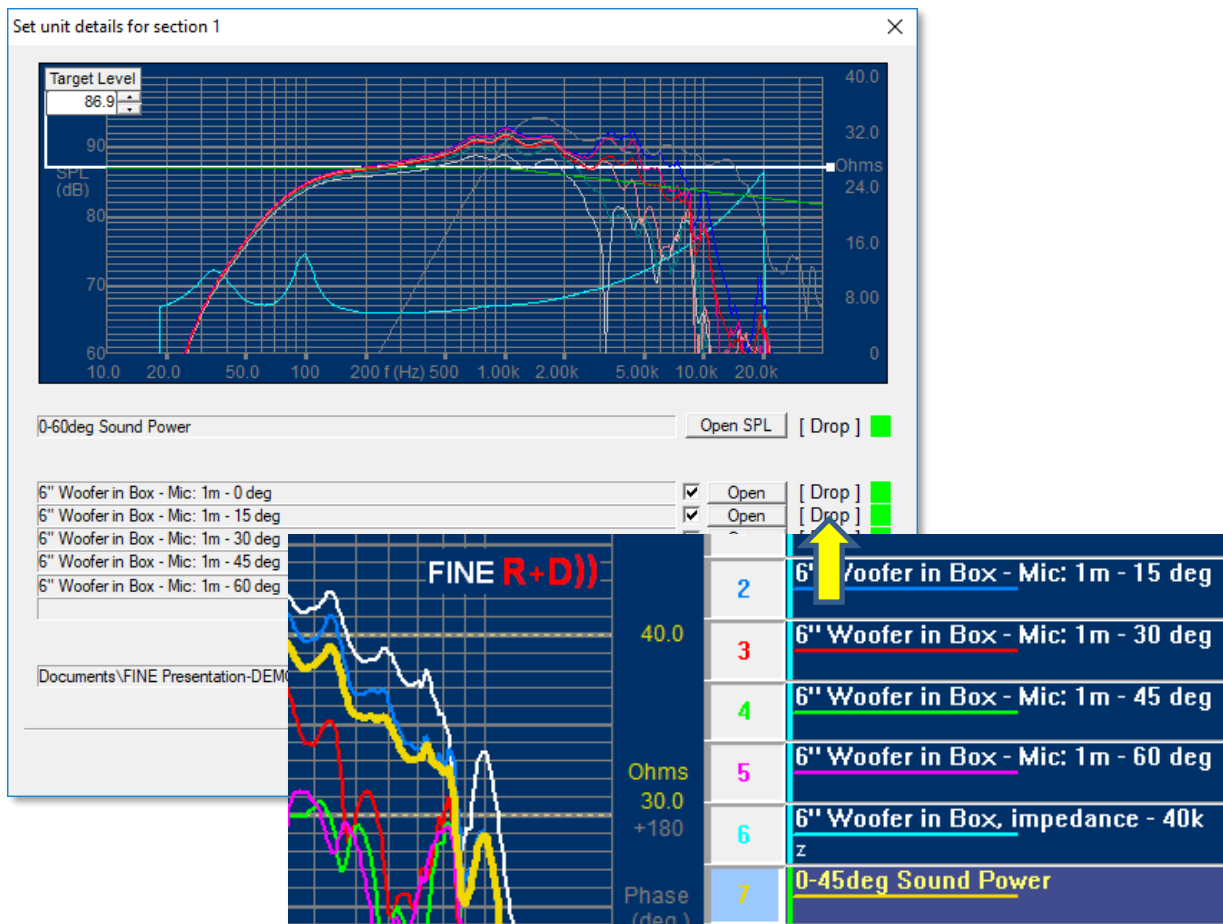 Set unit details for section 1
Target Level
86.9
90
SPL
(dB)
80
70
60
40.0
32.0
Ohms
24.0
16.0
8.00
0
10.0 20.0 50.0 100 200 f (Hz) 500 1.00k 2.00k 5.00k 10.0k 20.0k
0-60deg Sound Power Open SPL [ Drop ]
6" Woofer in Box - Mic: 1m - 0 deg Open [ Drop ]
6" Woofer in Box - Mic: 1m - 15 deg Open [ Drop ]
6" Woofer in Box - Mic: 1m - 30 deg
6" Woofer in Box - Mic: 1m - 45 deg
6" Woofer in Box - Mic: 1m - 60 deg
Documents\FINE Presentation-DEM
FINE R+D))
40.0
Ohms
30.0
+180
Phase
(deg.)
2 6" Woofer in Box - Mic: 1m - 15 deg
3 6" Woofer in Box - Mic: 1m - 30 deg
4 6" Woofer in Box - Mic: 1m - 45 deg
5 6" Woofer in Box - Mic: 1m - 60 deg
6 6" Woofer in Box, impedance - 40k
z
7 0-45deg Sound Power